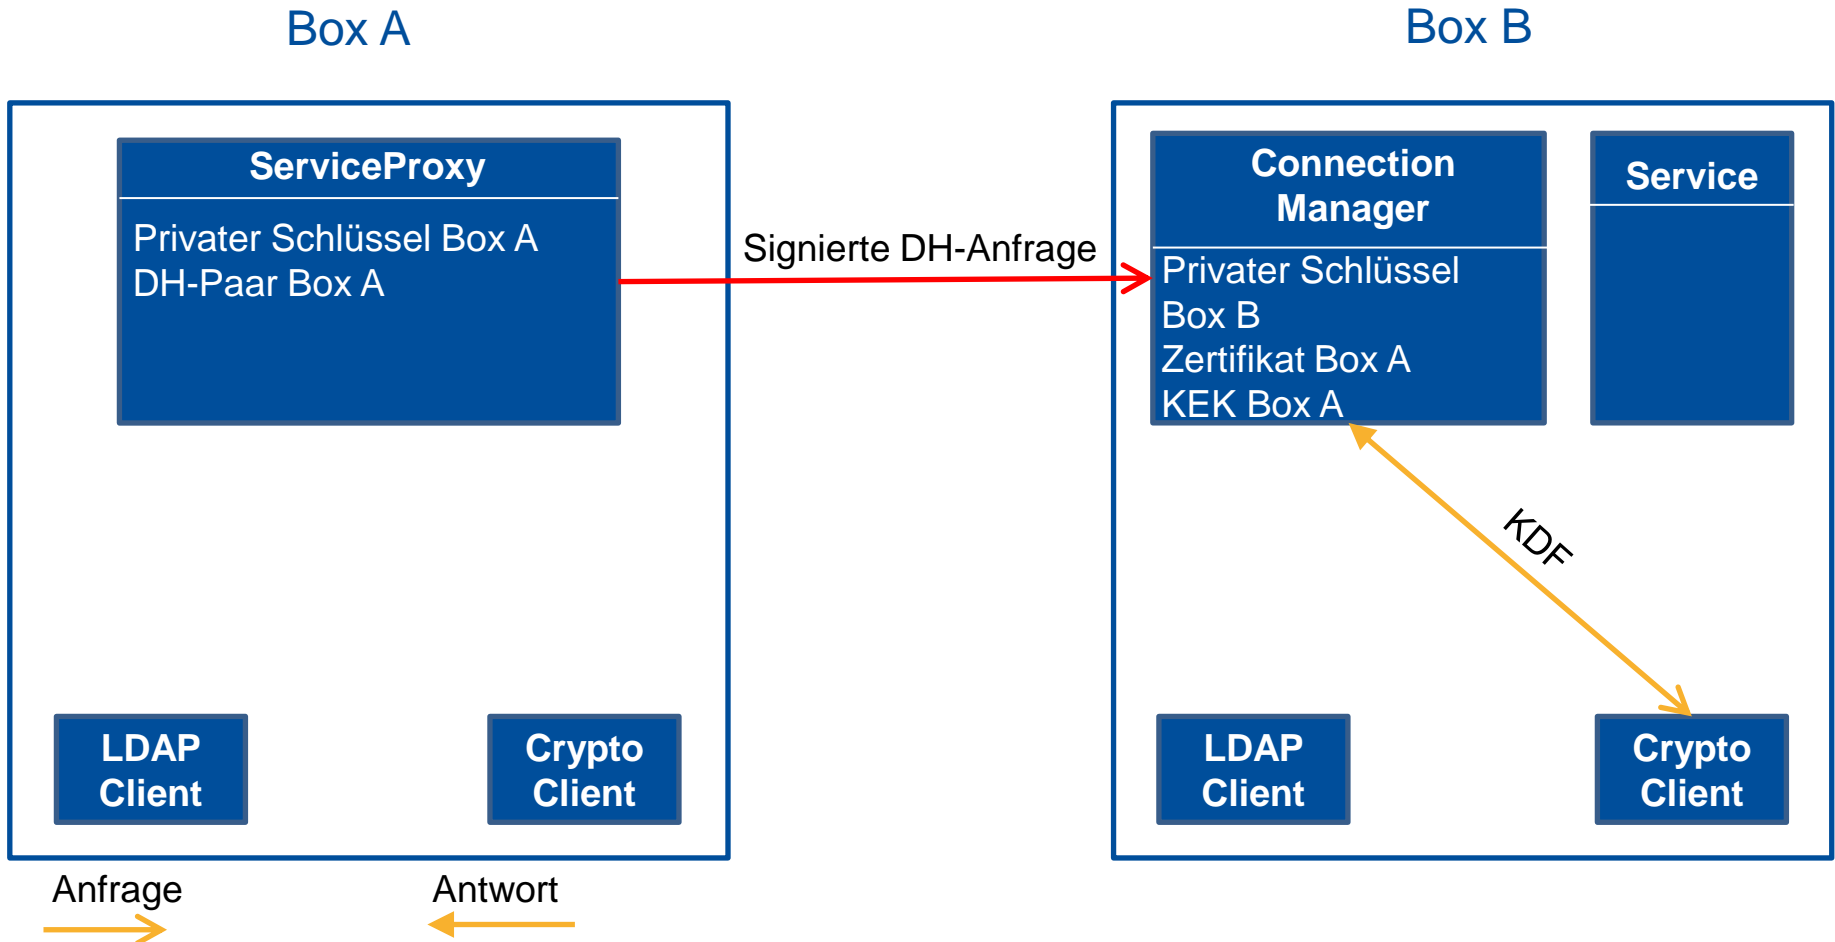 Box A
Box B
ServiceProxy
Privater Schlüssel Box A
DH-Paar Box A
Signierte DH-Anfrage
Connection
Manager
Privater Schlüssel
Box B
Zertifikat Box A
KEK Box A
Service
KDF
LDAP
Client
Crypto
Client
LDAP
Client
Crypto
Client
Anfrage
Antwort